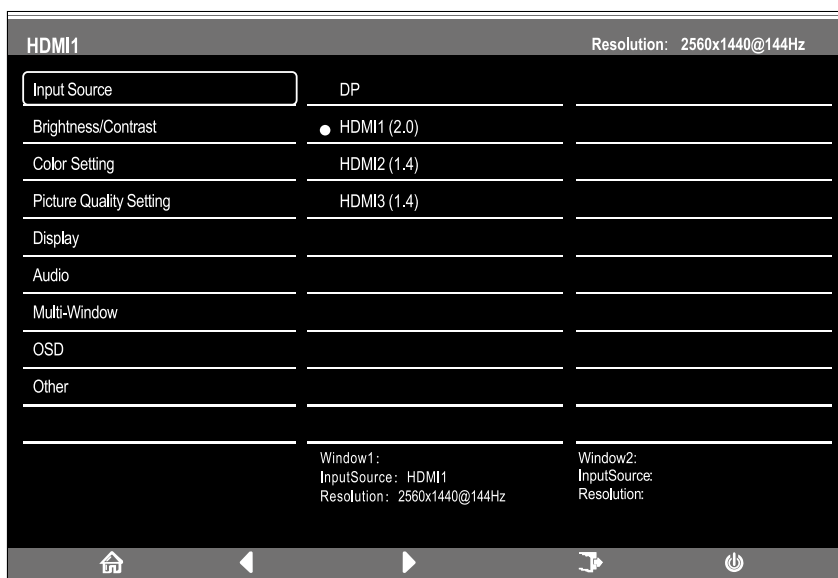 HDMI1
Resolution: 2560x1440@144Hz
Input Source
DP
Brightness/Contrast
HDMI1 (2.0)
Color Setting
HDMI2 (1.4)
Picture Quality Setting
HDMI3 (1.4)
Display
Audio
Multi-Window
OSD
Other
Window1:
InputSource: HDMI1
Resolution: 2560x1440@144Hz
Window2:
InputSource:
Resolution: